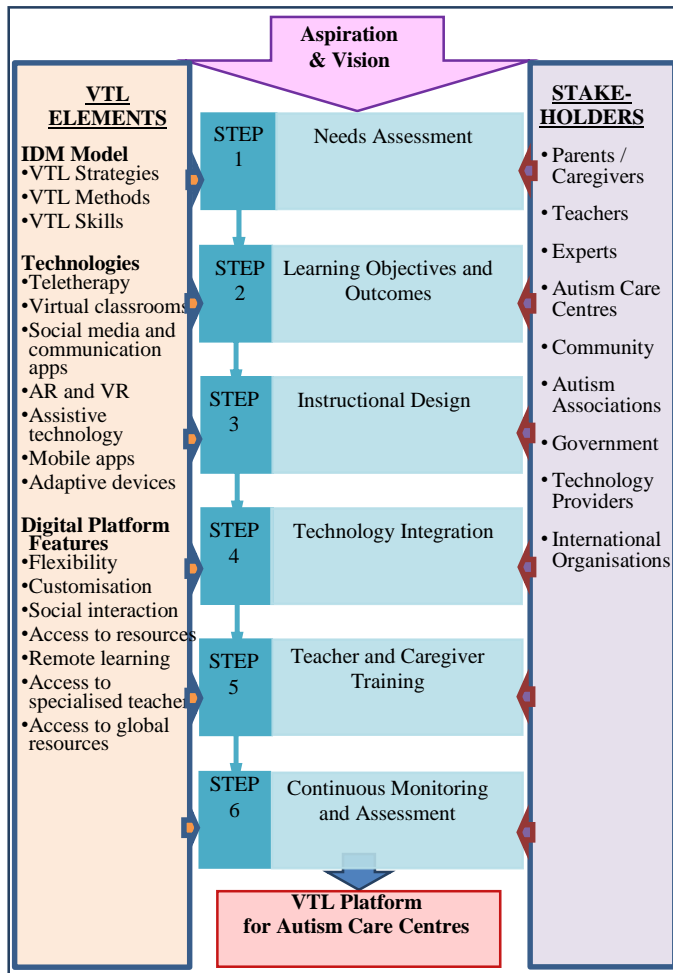 Aspiration
& Vision
VTL
ELEMENTS
IDM Model
•VTL Strategies
•VTL Methods
•VTL Skills
Technologies
•Teletherapy
•Virtual classrooms
•Social media and
communication
apps
•AR and VR
•Assistive
technology
•Mobile apps
•Adaptive devices
Digital Platform
Features
•Flexibility
•Customisation
•Social interaction
•Access to resources
•Remote learning
•Access to
specialised teacher
•Access to global
resources
STEP
1
Needs Assessment
STEP
2
Learning Objectives and
Outcomes
STEP
3
Instructional Design
STEP
4
Technology Integration
STEP
5
Teacher and Caregiver
Training
STEP
6
Continuous Monitoring
and Assessment
VTL Platform
for Autism Care Centres
STAKE-
HOLDERS
• Parents /
Caregivers
• Teachers
• Experts
• Autism Care
Centres
• Community
• Autism
Associations
• Government
• Technology
Providers
• International
Organisations